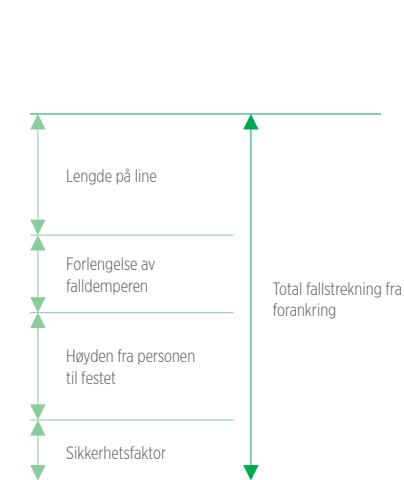 Lengde på line
Forlengelse av
falldemperen
Total fallstrekning fra
forankring
Høyden fra personen
til festet
Sikkerhetsfaktor